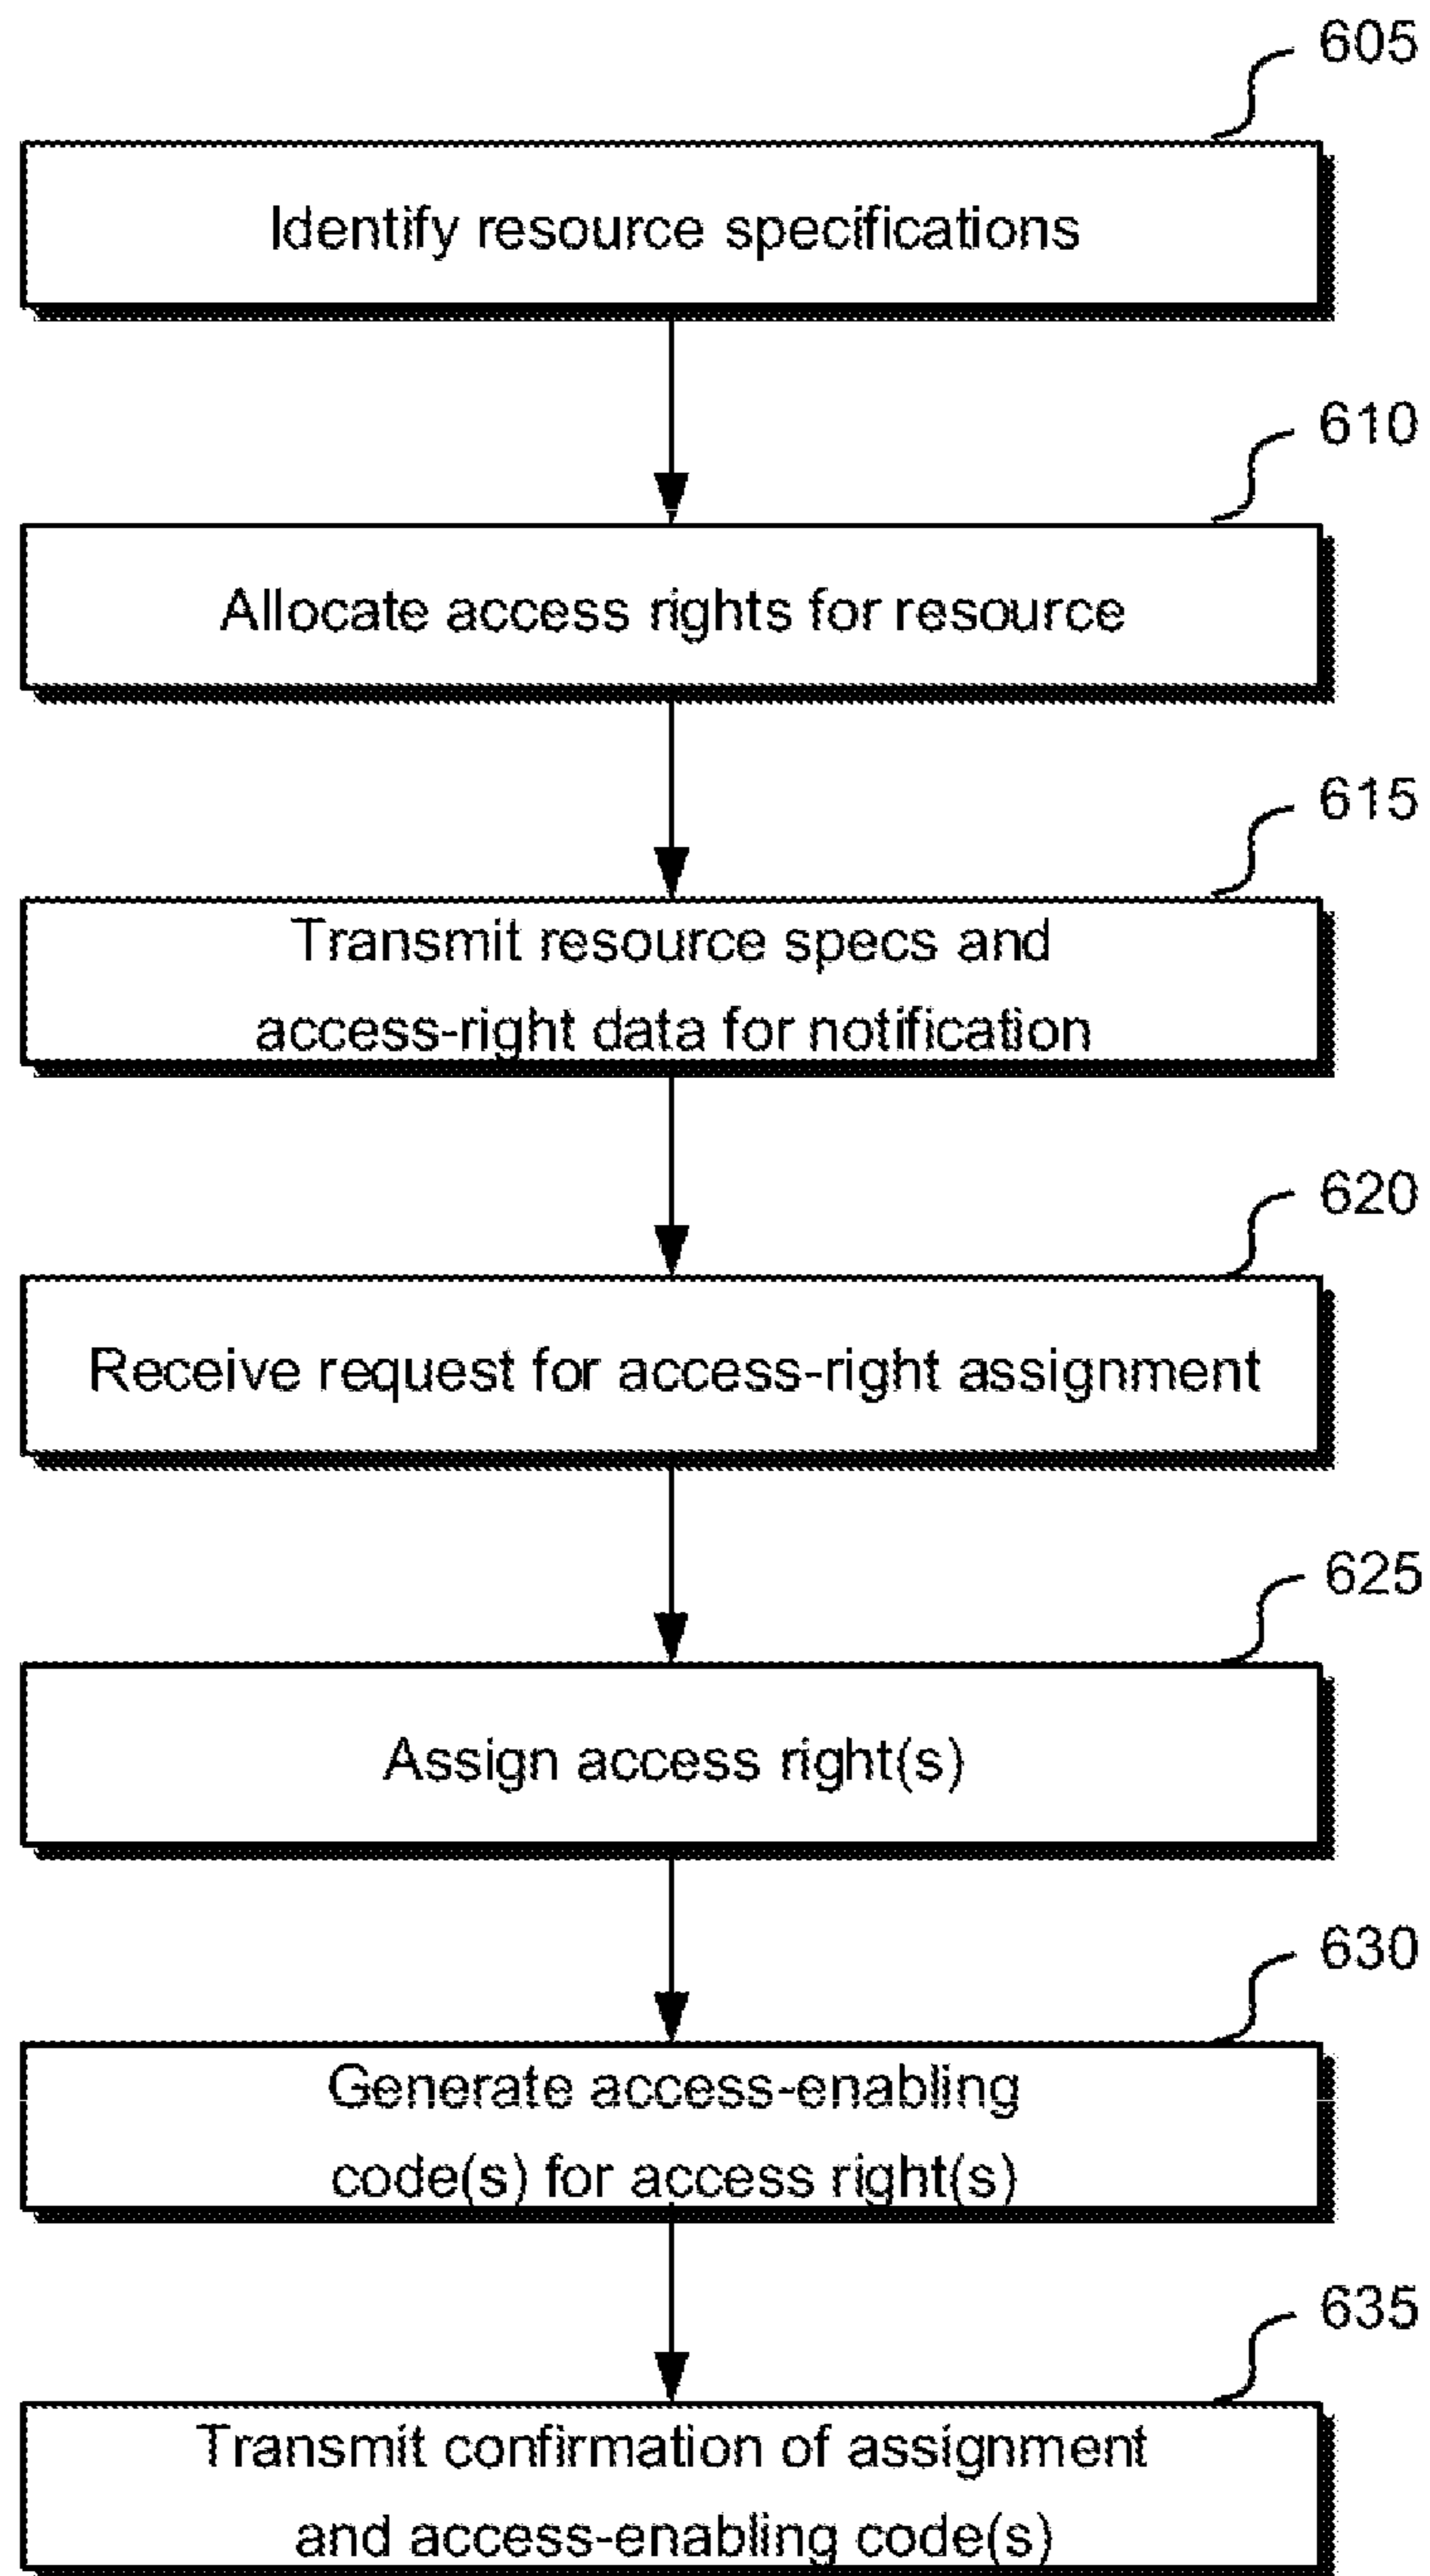 605
Identify resource specifications
610
Allocate access rights for resource
615
Transmit resource specs and
access-right data for notification
620
Receive request for access-right assignment
625
Assign access right(s)
630
Generate access-enabling
code(s) for access right(s)
635
Transmit confirmation of assignment
and access-enabling code(s)